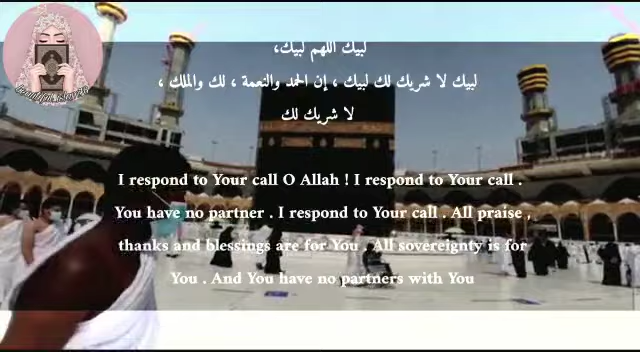 لبيك اللهم لبيك،
لبيك لا شريك لك لبيك ، إن الحمد والنعمة ، لك والملك ،
لا شريك لك
I respond to Your call O Allah ! I respond to Your call .
You have no partner . I respond to Your call . All praise ,
thanks and blessings are for You . All sovereignty is for
You . And You have no partners with You